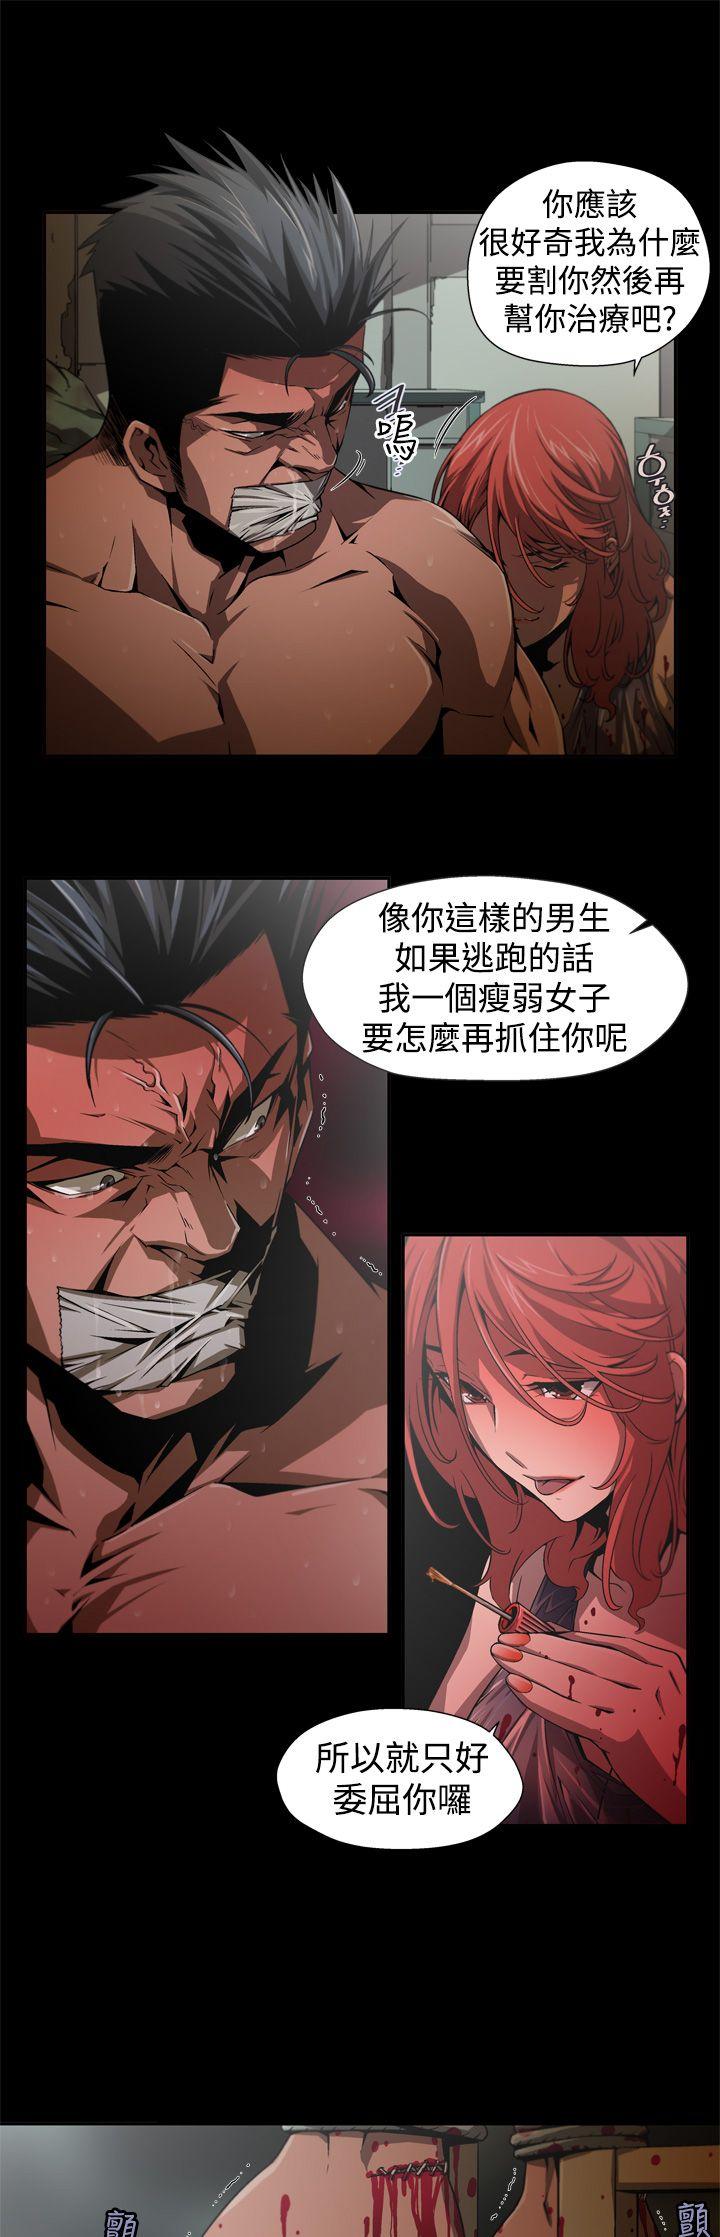 你應該
很好奇我為什麼
要割你然後再
幫你治療吧?
嗚
像你這樣的男生
如果逃跑的話
我一個瘦弱女子
要怎麼再抓住你呢
所以就只好
委屈你囉
顫
顫